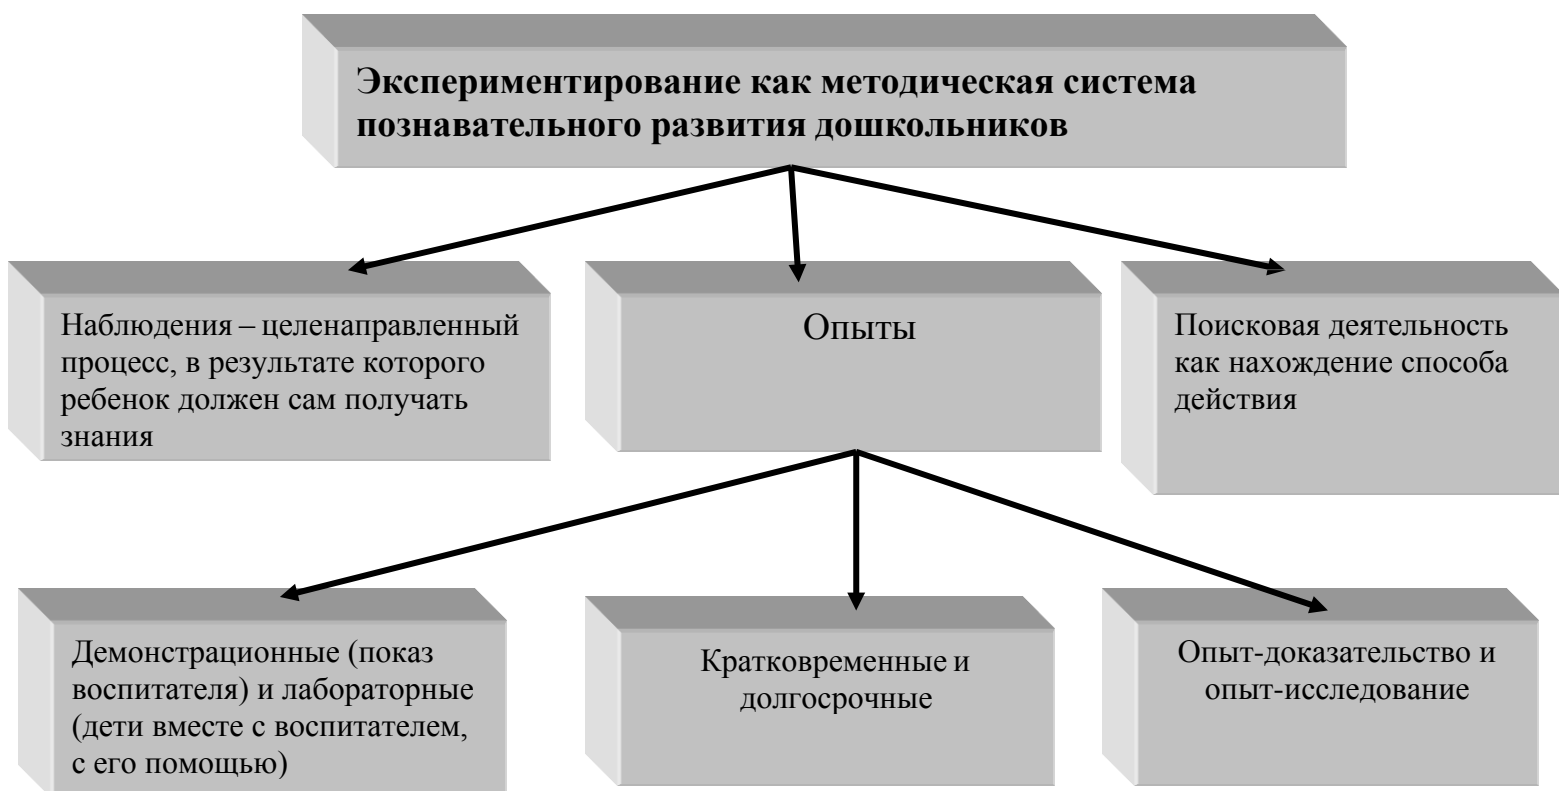 Экспериментирование как методическая система
познавательного развития дошкольников
Наблюдения – целенаправленный
процесс, в результате которого
ребенок должен сам получать
знания
Опыты
Поисковая деятельность
как нахождение способа
действия
Демонстрационные (показ
воспитателя) и лабораторные
(дети вместе с воспитателем,
с его помощью)
Кратковременные и
долгосрочные
Опыт-доказательство и
опыт-исследование